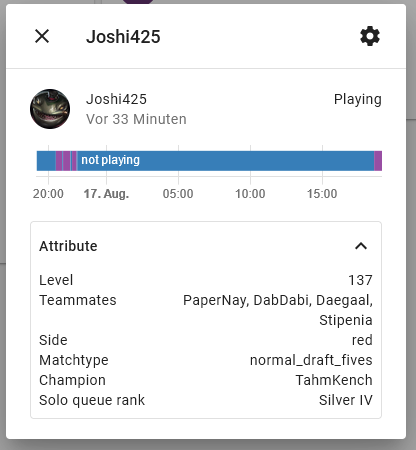 Joshi425
Joshi425 Playing
Vor 33 Minuten
not playing
20:00 17. Aug. 05:00 10:00 15:00
Attribute
Level 137
Teammates PaperNay, DabDabi, Daegaal,
Stipenia
Side red
Matchtype normal_draft_fives
Champion TahmKench
Solo queue rank Silver IV